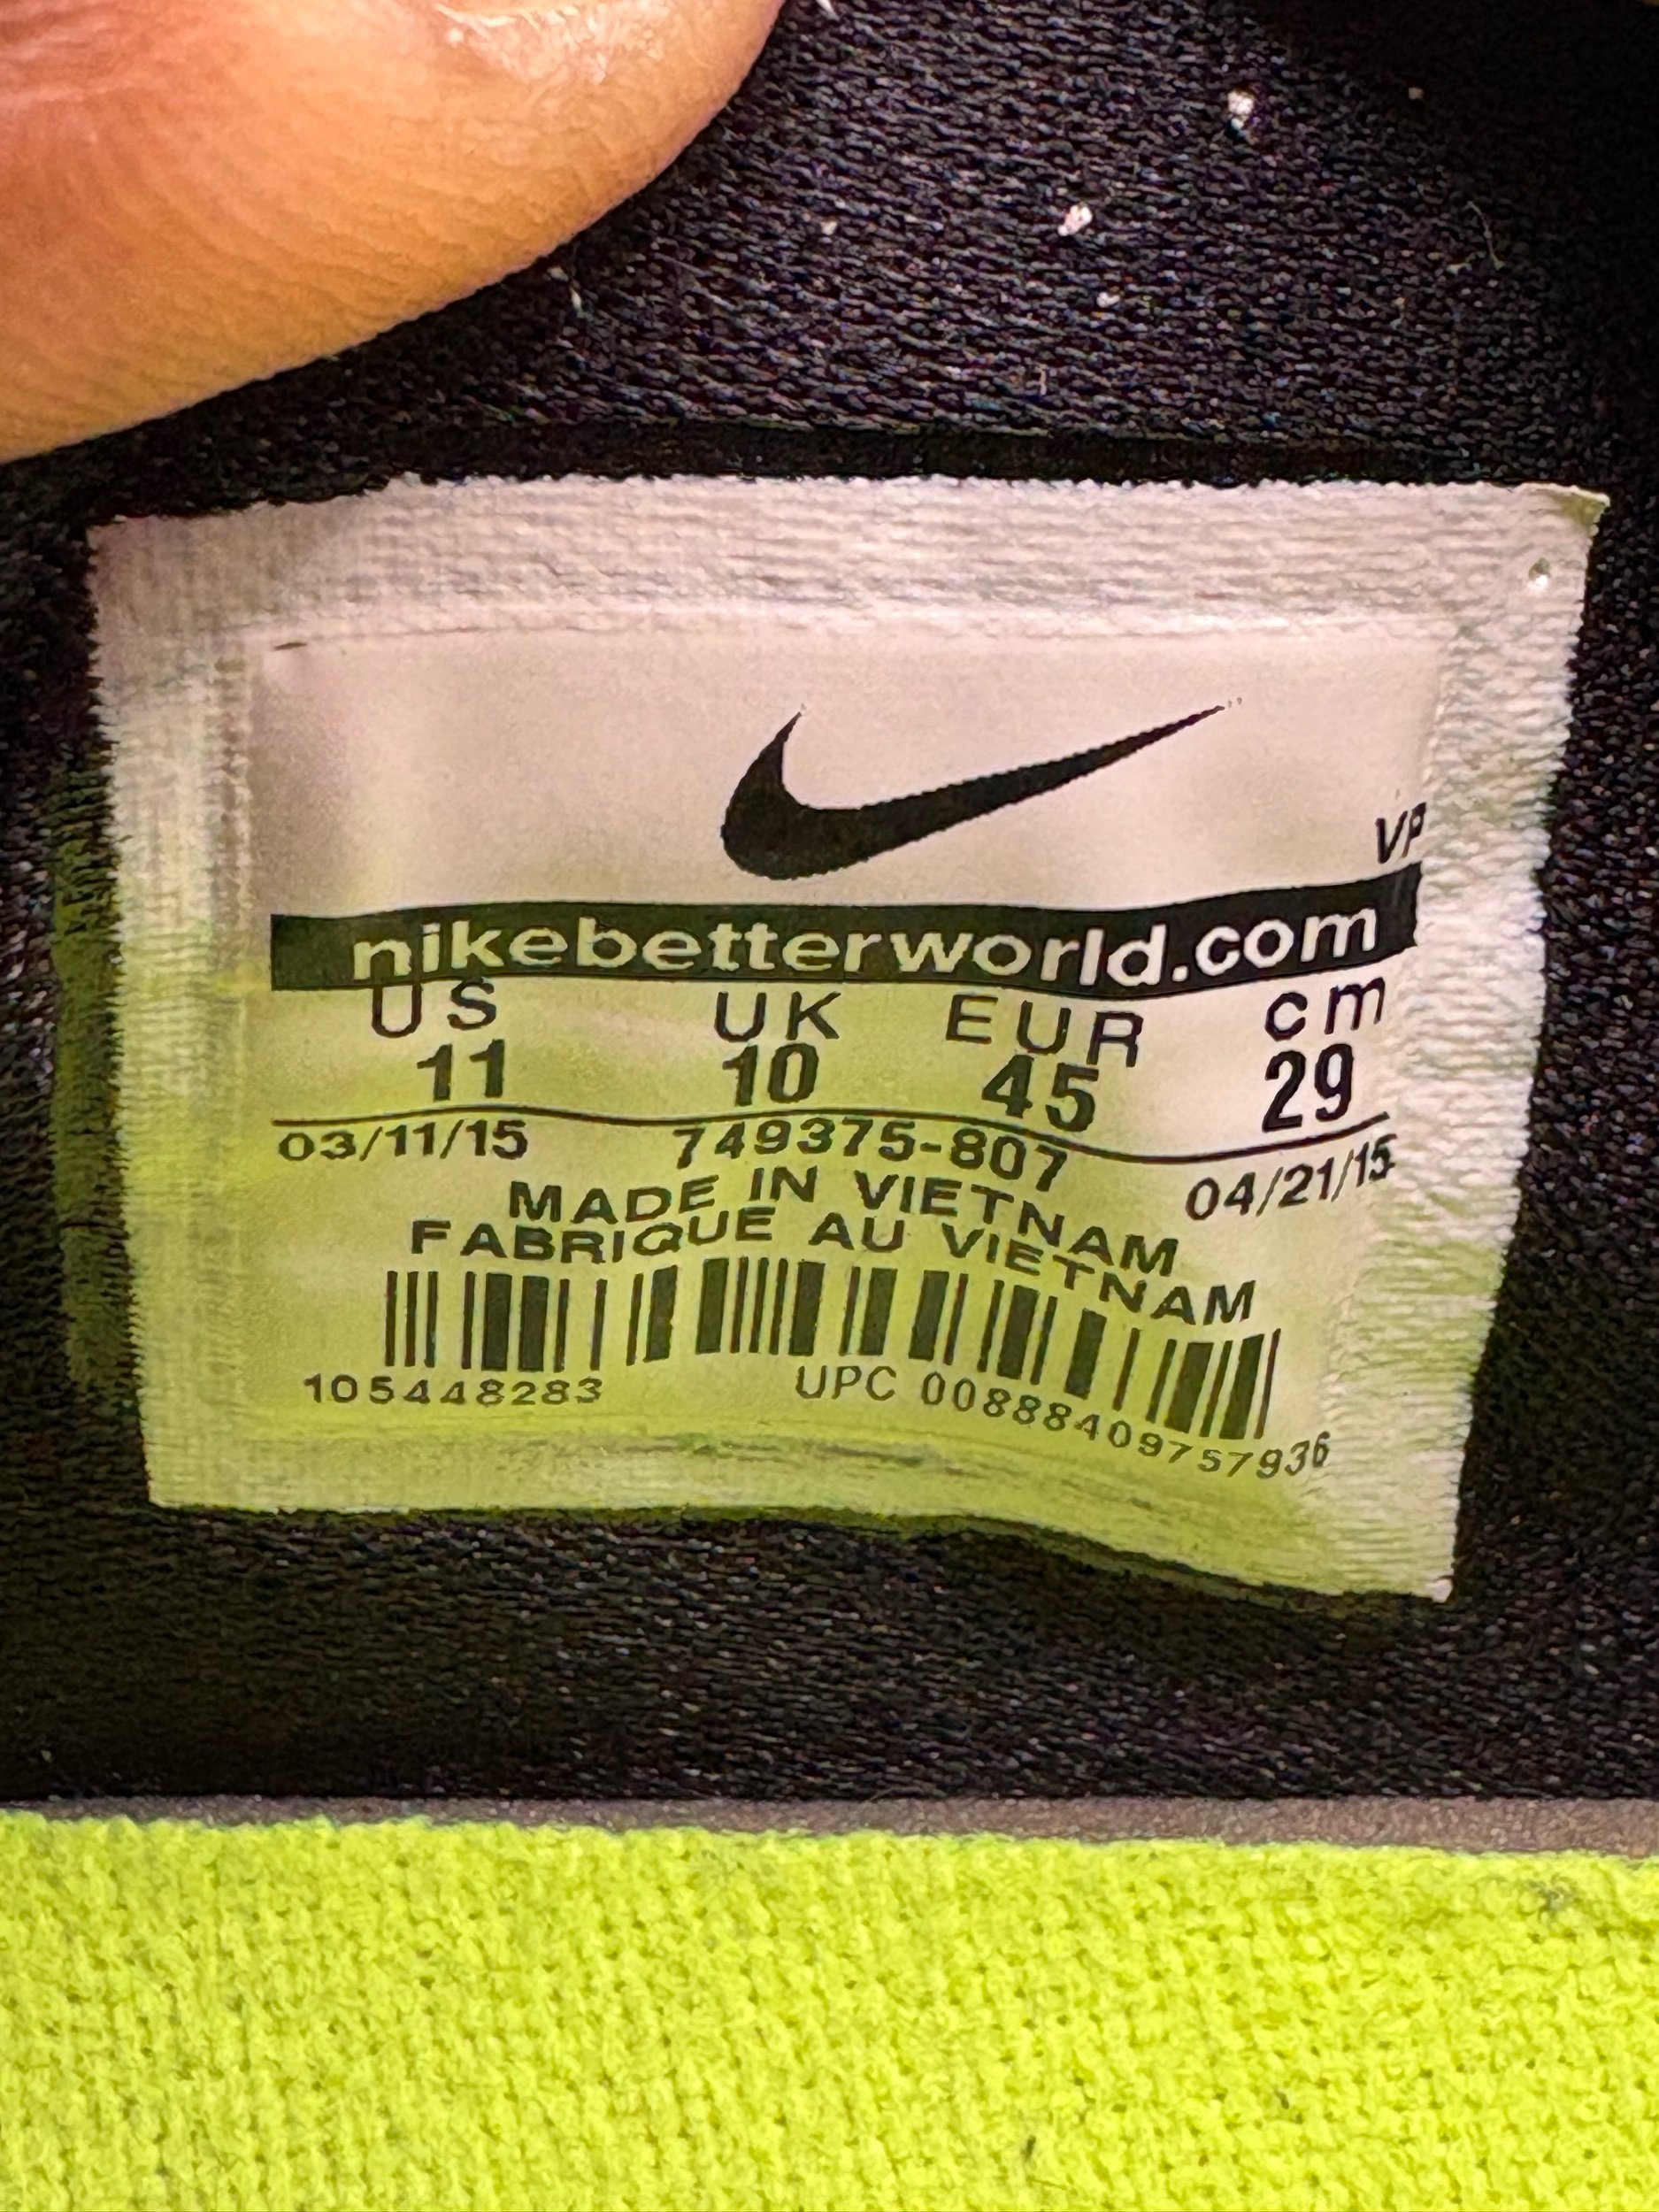 VP
nikebetterworld.com
US UK EUR cm
11 10 45 29
03/11/15 749375-807 04/21/15
MADE IN VIETNAM
FABRIQUE AU VIETNAM
105448283 UPC 00888409757936